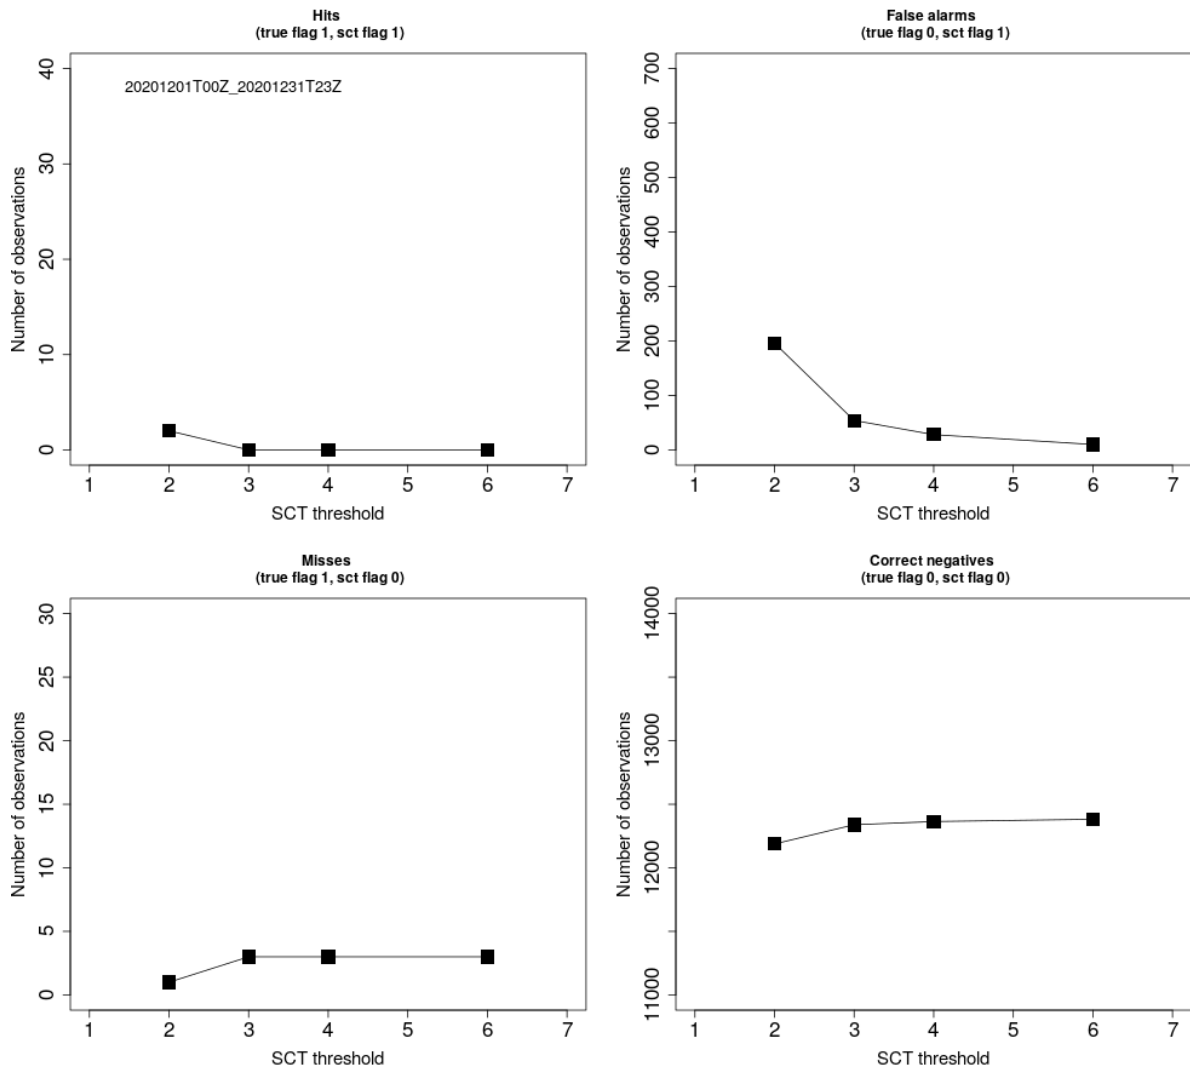 Hits
(true flag 1, sct flag 1)
20201201T00Z_20201231T23Z
Number of observations
40
30
20
10
0
1 2 3 4 5 6 7
SCT threshold
False alarms
(true flag 0, sct flag 1)
Number of observations
700
600
500
400
300
200
100
0
1 2 3 4 5 6 7
SCT threshold
Misses
(true flag 1, sct flag 0)
Number of observations
30
25
20
15
10
5
0
1 2 3 4 5 6 7
SCT threshold
Correct negatives
(true flag 0, sct flag 0)
Number of observations
14000
13000
12000
11000
1 2 3 4 5 6 7
SCT threshold